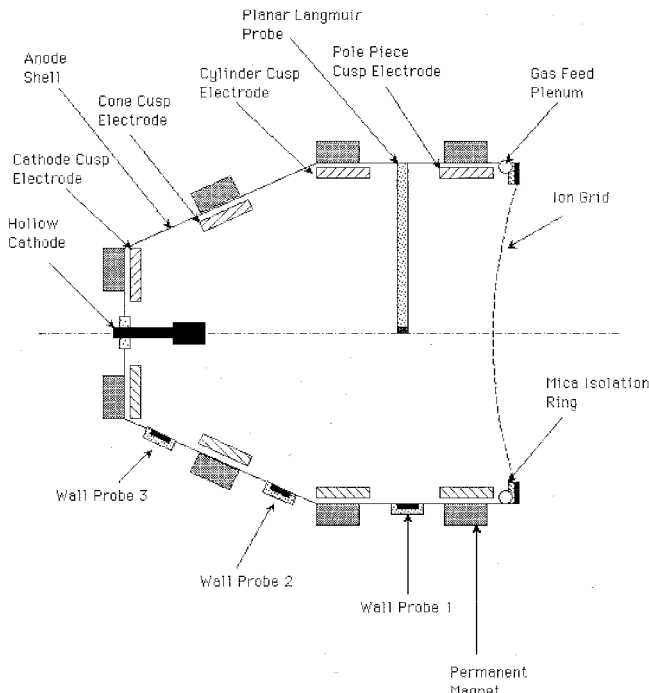 Planar Langmuir
Probe
Anode
Shell
Cylinder Cusp
Electrode
Pole Piece
Cusp Electrode
Gas Feed
Plenum
Cone Cusp
Electrode
Cathode Cusp
Electrode
Hollow
Cathode
Ion Grid
Mica Isolation
Ring
Wall Probe 3
Wall Probe 2
Wall Probe 1
Permanent
Magnet